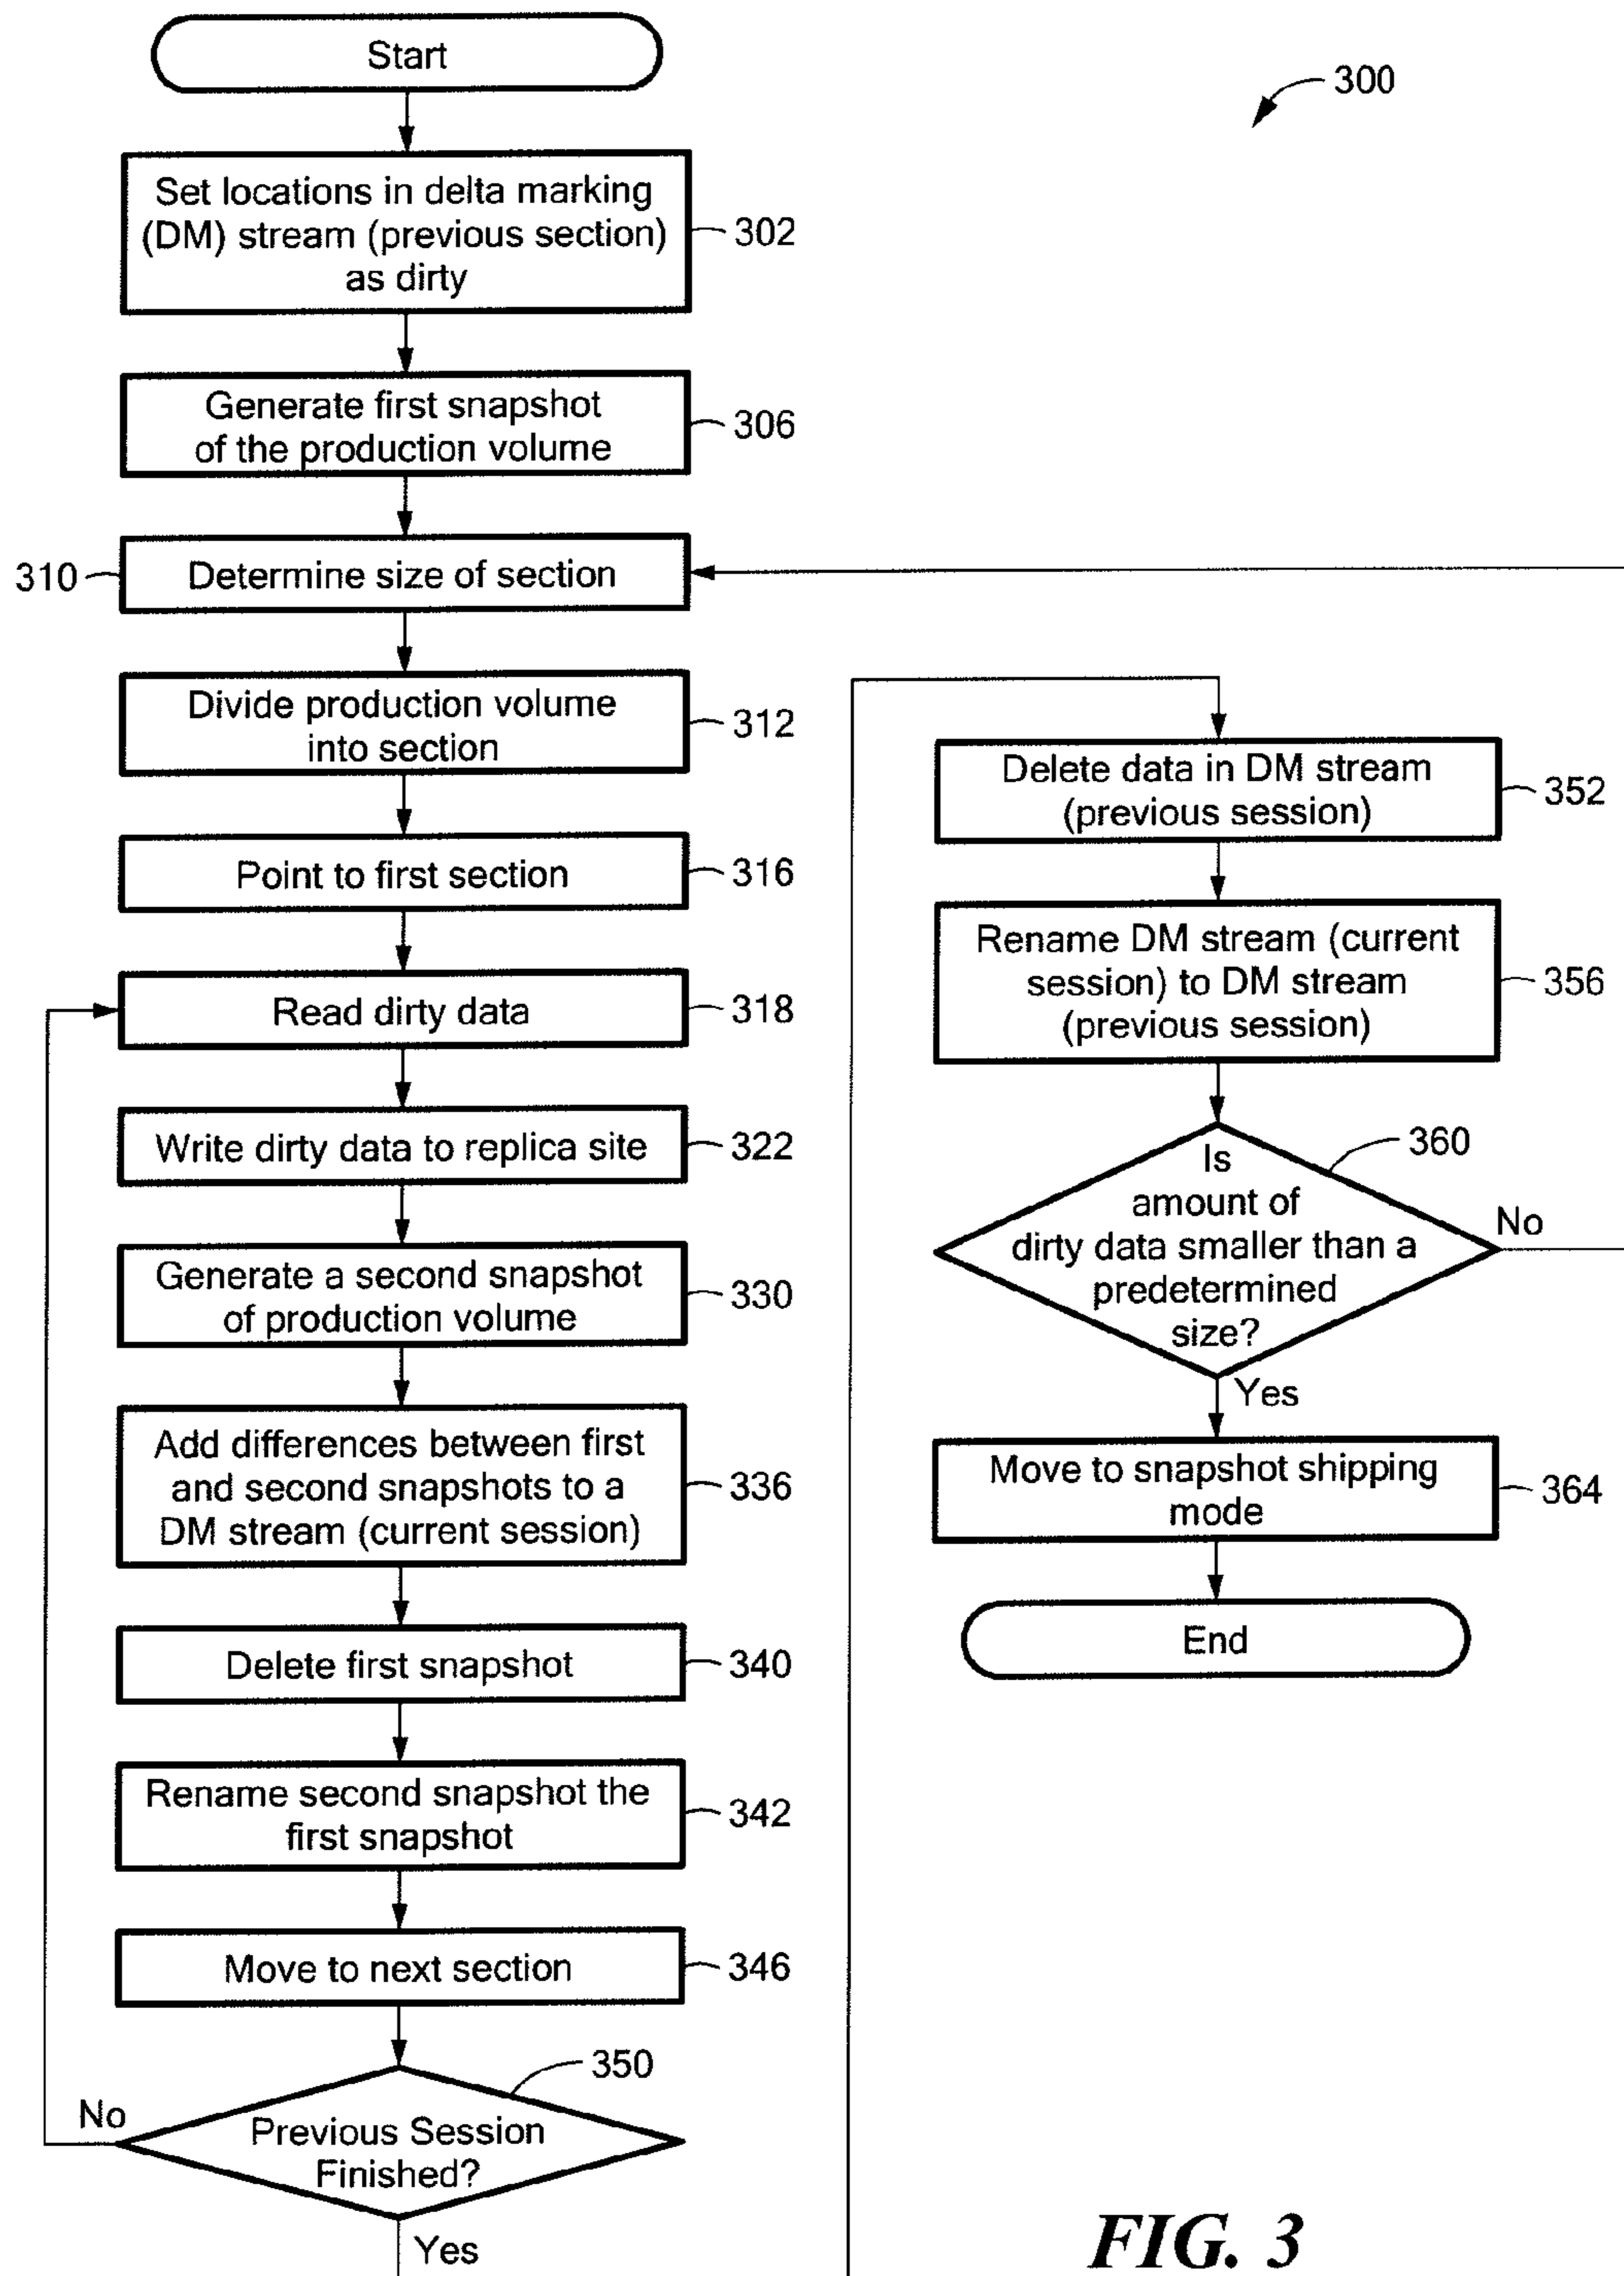 Start
300
Set locations in delta marking
(DM) stream (previous section)
as dirty
302
Generate first snapshot
of the production volume
306
310
Determine size of section
Divide production volume
into section
312
Point to first section
316
Read dirty data
318
Write dirty data to replica site
322
Generate a second snapshot
of production volume
330
Add differences between first
and second snapshots to a
DM stream (current session)
336
Delete first snapshot
340
Rename second snapshot the
first snapshot
342
Move to next section
346
350
No
Previous Session
Finished?
Yes
Delete data in DM stream
(previous session)
352
Rename DM stream (current
session) to DM stream
(previous session)
356
360
Is
amount of
dirty data smaller than a
predetermined
size?
No
Yes
Move to snapshot shipping
mode
364
End
FIG. 3